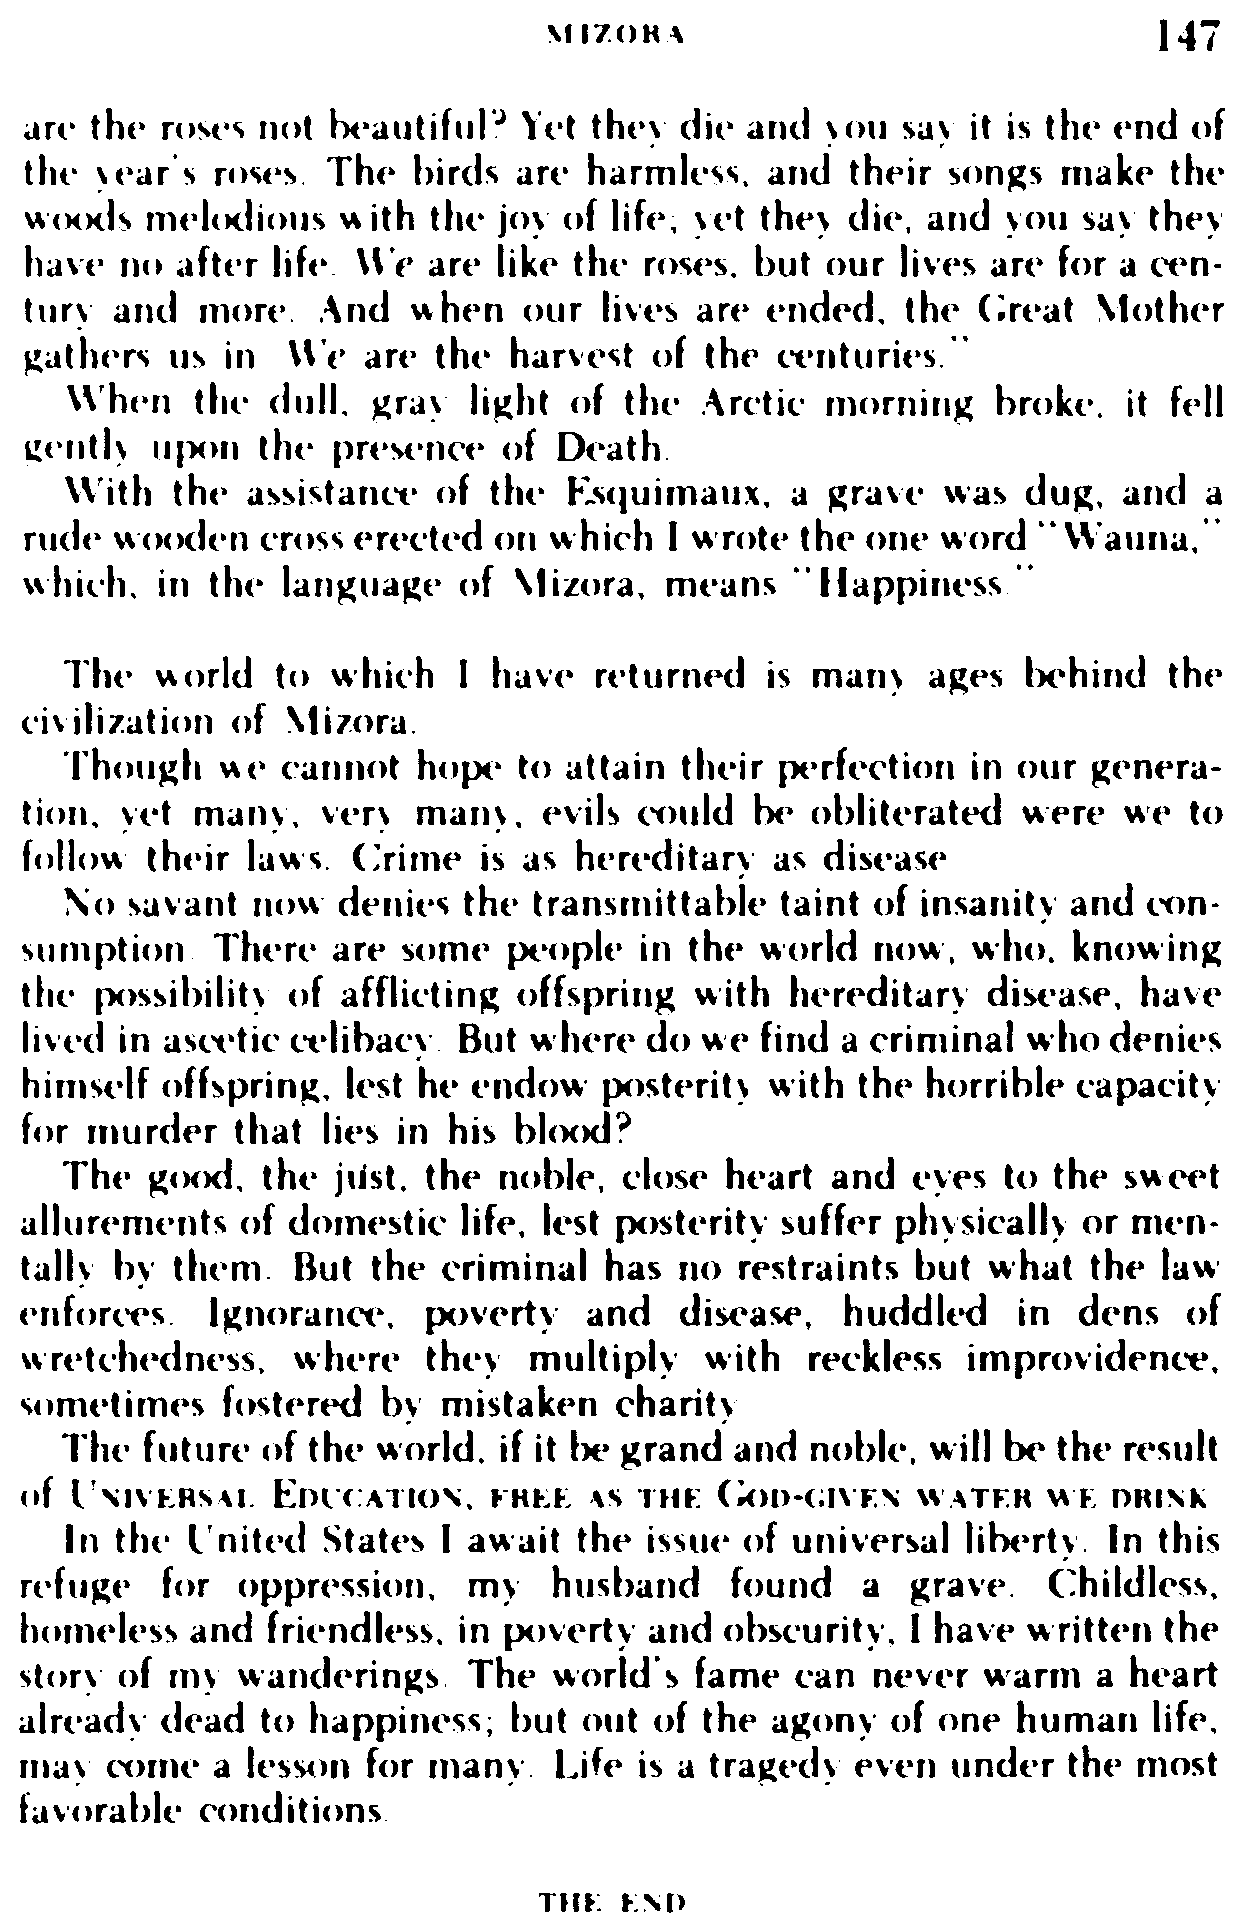 MIZORA 147
are the roses not beautiful? Yet they die and you say it is the end of
the year's roses. The birds are harmless, and their songs make the
woods melodious with the joy of life; yet they die, and you say they
have no after life. We are like the roses, but our lives are for a cen-
tury and more. And when our lives are ended, the Great Mother
gathers us in. We are the harvest of the centuries."
When the dull, gray light of the Arctic morning broke, it fell
gently upon the presence of Death.
With the assistance of the Esquimaux, a grave was dug, and a
rude wooden cross erected on which I wrote the one word "Wauna,"
which, in the language of Mizora, means "Happiness."
The world to which I have returned is many ages behind the
civilization of Mizora.
Though we cannot hope to attain their perfection in our genera-
tion, yet many, very many, evils could be obliterated were we to
follow their laws. Crime is as hereditary as disease.
No savant now denies the transmittable taint of insanity and con-
sumption. There are some people in the world now, who, knowing
the possibility of afflicting offspring with hereditary disease, have
lived in ascetic celibacy. But where do we find a criminal who denies
himself offspring, lest he endow posterity with the horrible capacity
for murder that lies in his blood?
The good, the just, the noble, close heart and eyes to the sweet
allurements of domestic life, lest posterity suffer physically or men-
tally by them. But the criminal has no restraints but what the law
enforces. Ignorance, poverty and disease, huddled in dens of
wretchedness, where they multiply with reckless improvidence,
sometimes fostered by mistaken charity.
The future of the world, if it be grand and noble, will be the result
of UNIVERSAL EDUCATION, FREE AS THE GOD-GIVEN WATER WE DRINK.
In the United States I await the issue of universal liberty. In this
refuge for oppression, my husband found a grave. Childless,
homeless and friendless, in poverty and obscurity, I have written the
story of my wanderings. The world's fame can never warm a heart
already dead to happiness; but out of the agony of one human life,
may come a lesson for many. Life is a tragedy even under the most
favorable conditions.
THE END